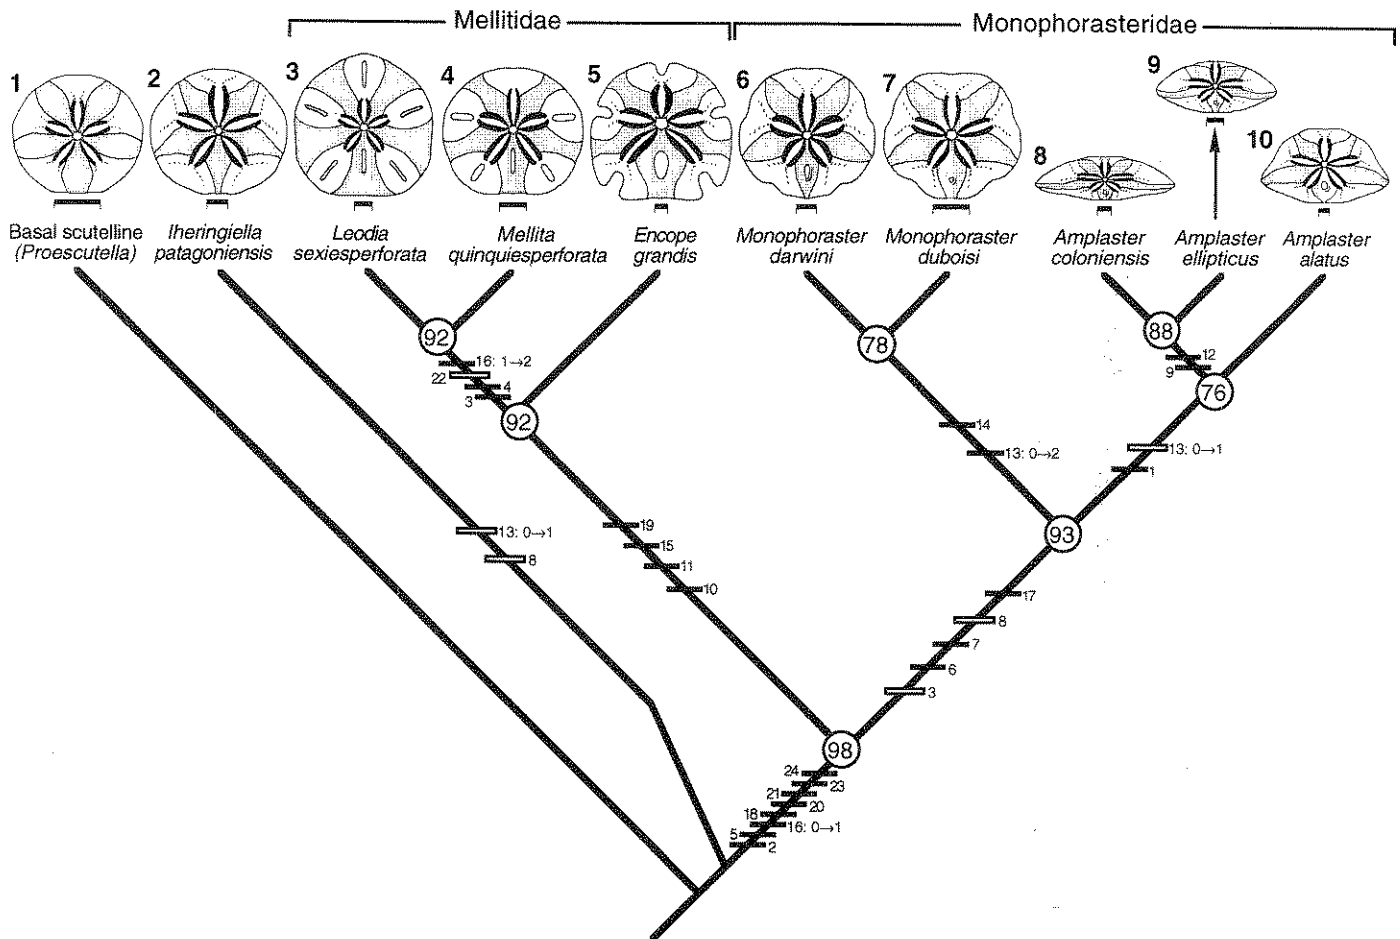 Mellitidae
Monophorasteridae
1
2
3
4
5
6
7
8
9
10
Basal scutelline
(Proescutella)
Iheringiella
patagoniensis
Leodia
sexiesperforata
Mellita
quinquiesperforata
Encope
grandis
Monophoraster
darwini
Monophoraster
duboisi
Amplaster
coloniensis
Amplaster
ellipticus
Amplaster
alatus
92
16: 1→2
22
4
3
92
78
88
12
9
76
14
13: 0→2
13: 0→1
1
19
15
11
10
13: 0→1
8
93
17
8
7
6
3
98
24
23
21
20
18
16: 0→1
5
2